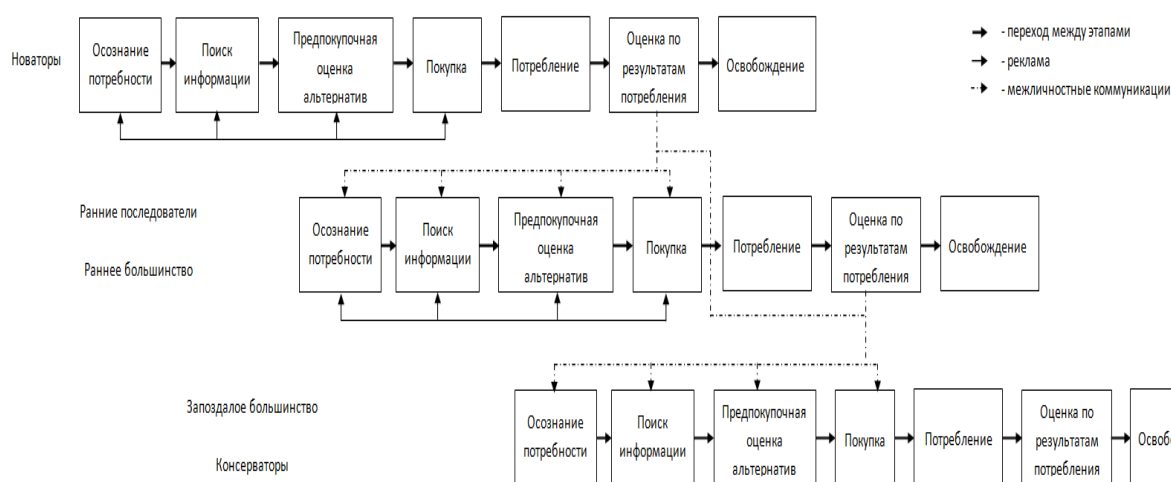 Новаторы
Осознание
потребности
Поиск
информации
Предпокупочная
оценка
альтернатив
Покупка
Потребление
Оценка по
результатам
потребления
Освобождение
- переход между этапами
- реклама
- межличностные коммуникации
Ранние последователи
Раннее большинство
Осознание
потребности
Поиск
информации
Предпокупочная
оценка
альтернатив
Покупка
Потребление
Оценка по
результатам
потребления
Освобождение
Запоздалое большинство
Консерваторы
Осознание
потребности
Поиск
информации
Предпокупочная
оценка
альтернатив
Покупка
Потребление
Оценка по
результатам
потребления